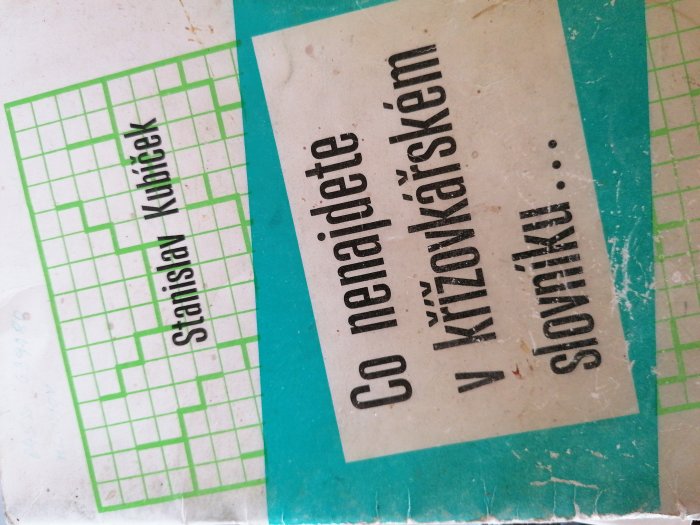 Stanislav Kubíček
Co nenajdete
v křížovkářském
slovníku...